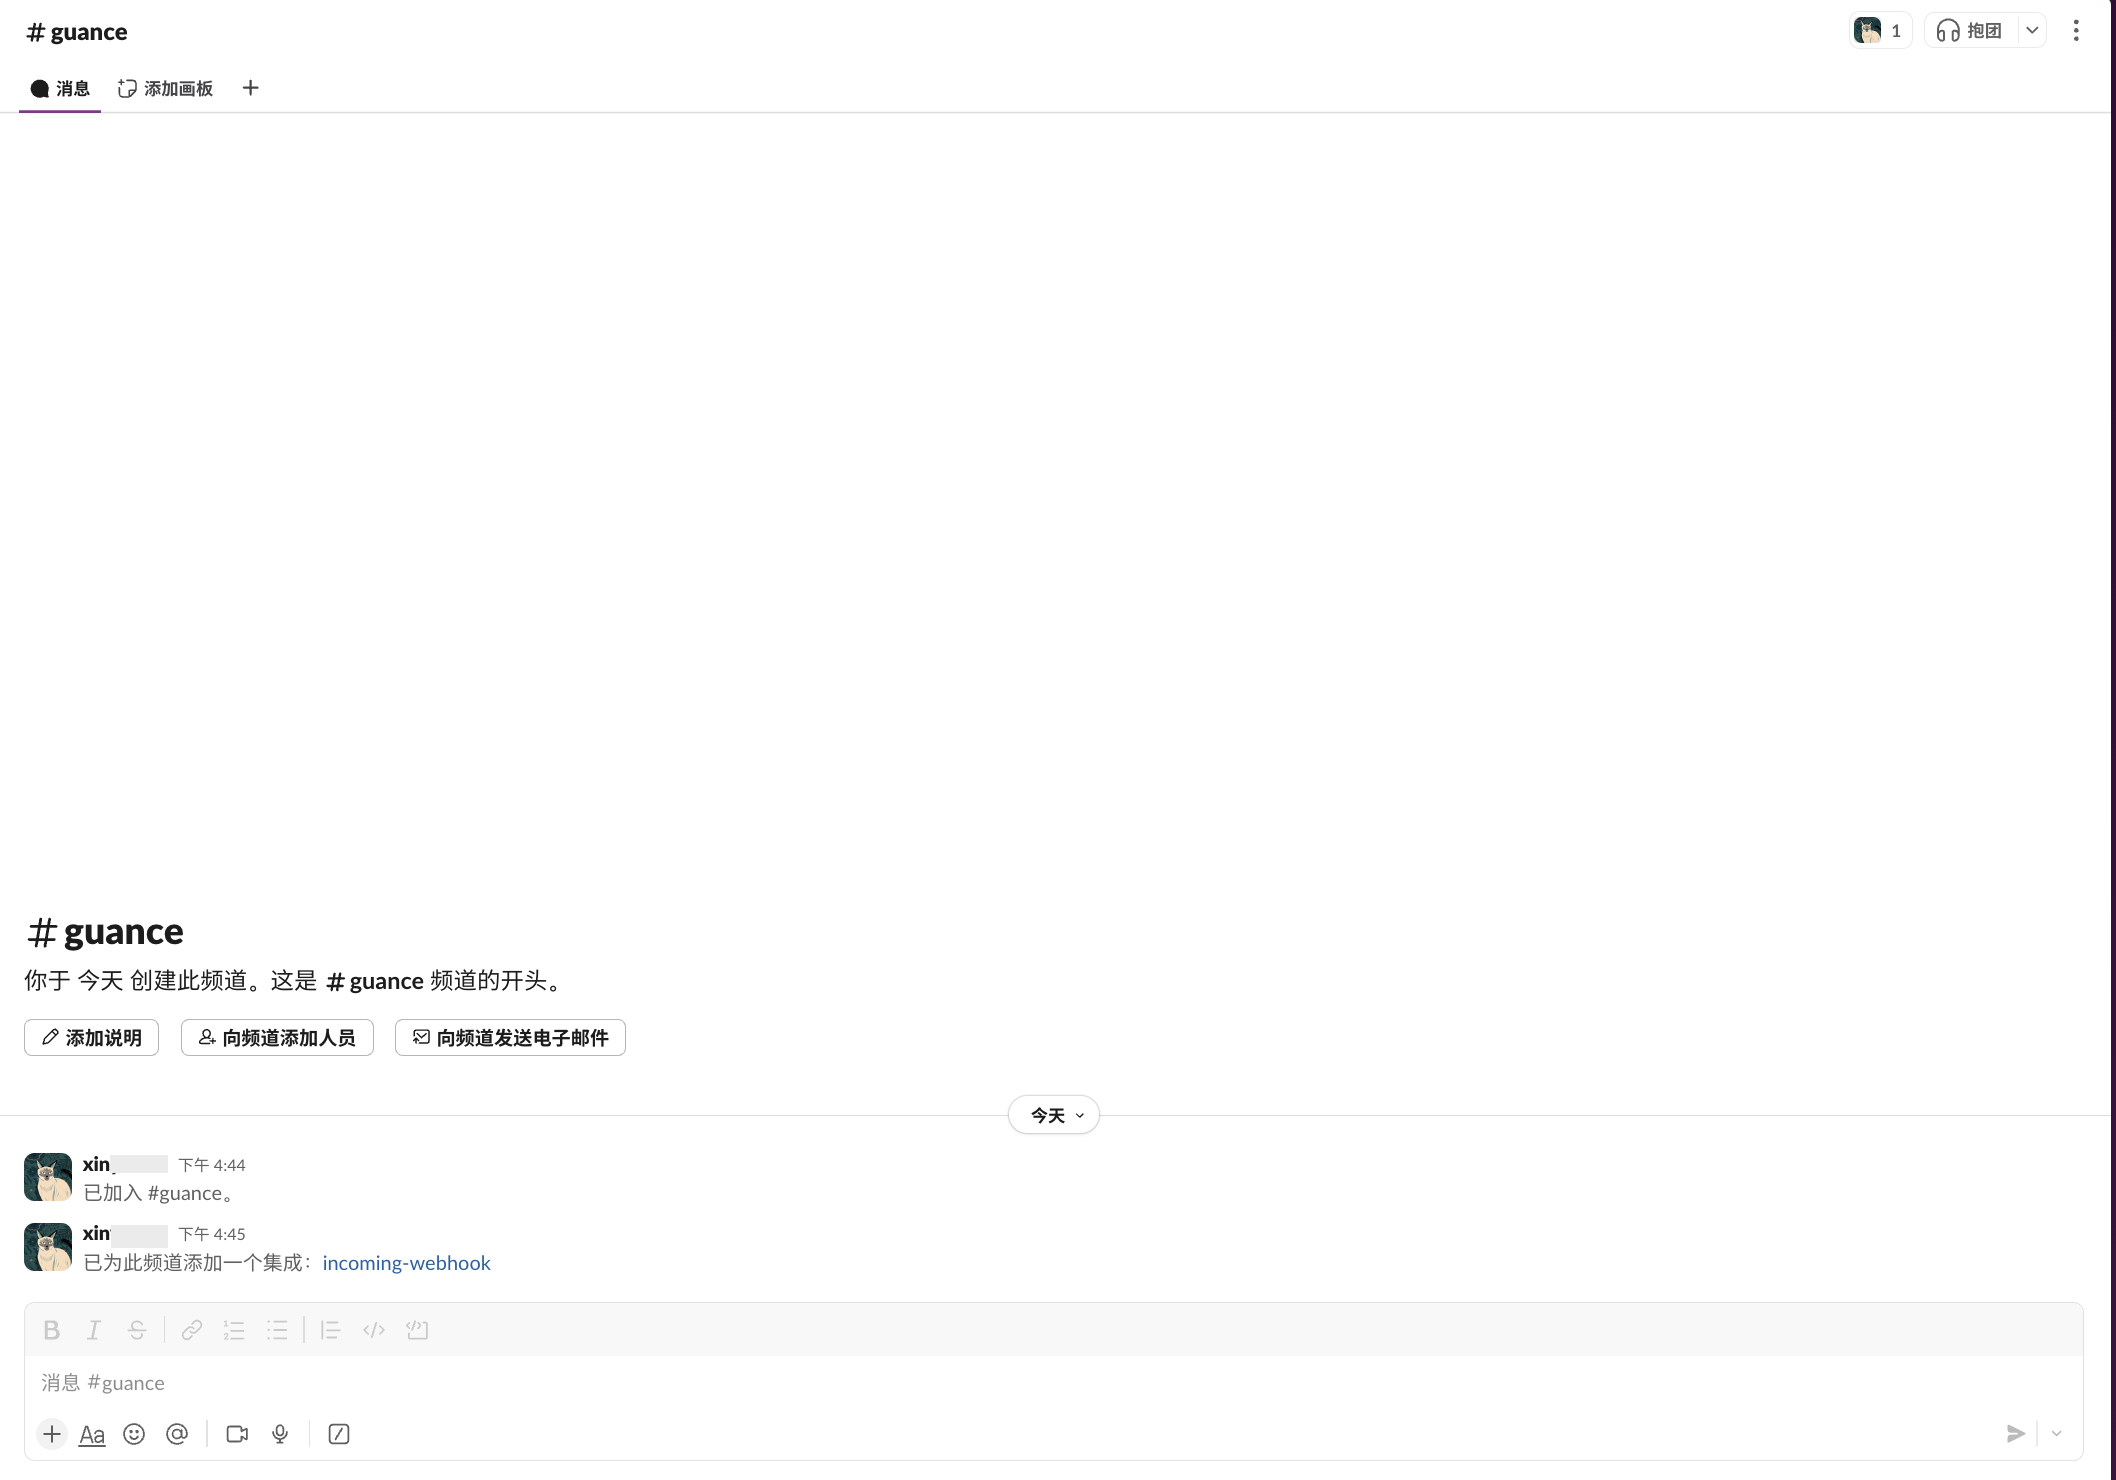 # guance
1
抱团
消息
添加画板
# guance
你于 今天 创建此频道。这是 # guance 频道的开头。
添加说明
向频道添加人员
向频道发送电子邮件
今天
下午 4:44
已加入 #guance。
下午 4:45
已为此频道添加一个集成：incoming-webhook
消息 #guance
Aa